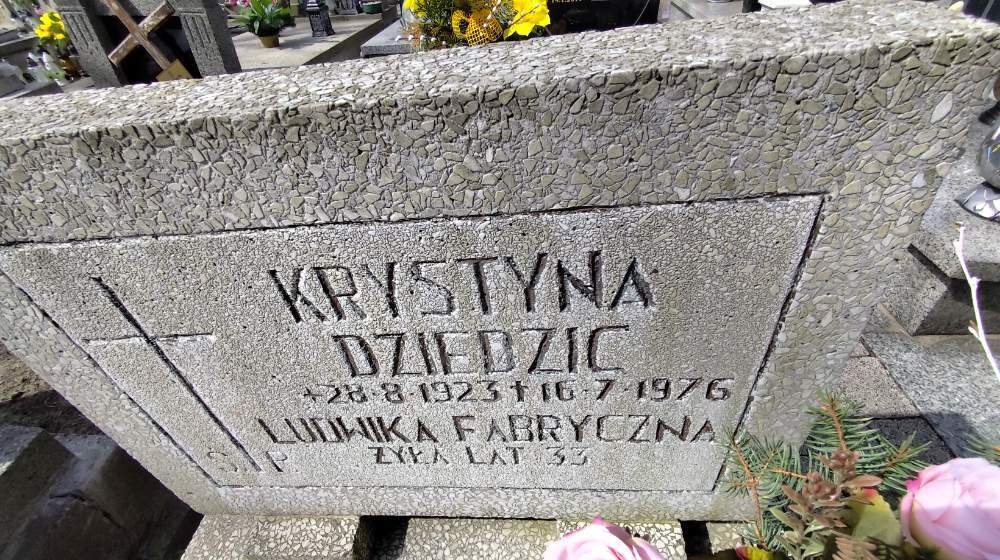 KRYSTYNA
DZIEDZIC
+28·8·1923 † 16·7·1976
LUDWIKA FABRYCZNA
ŻYŁA LAT 33
Ś.P.